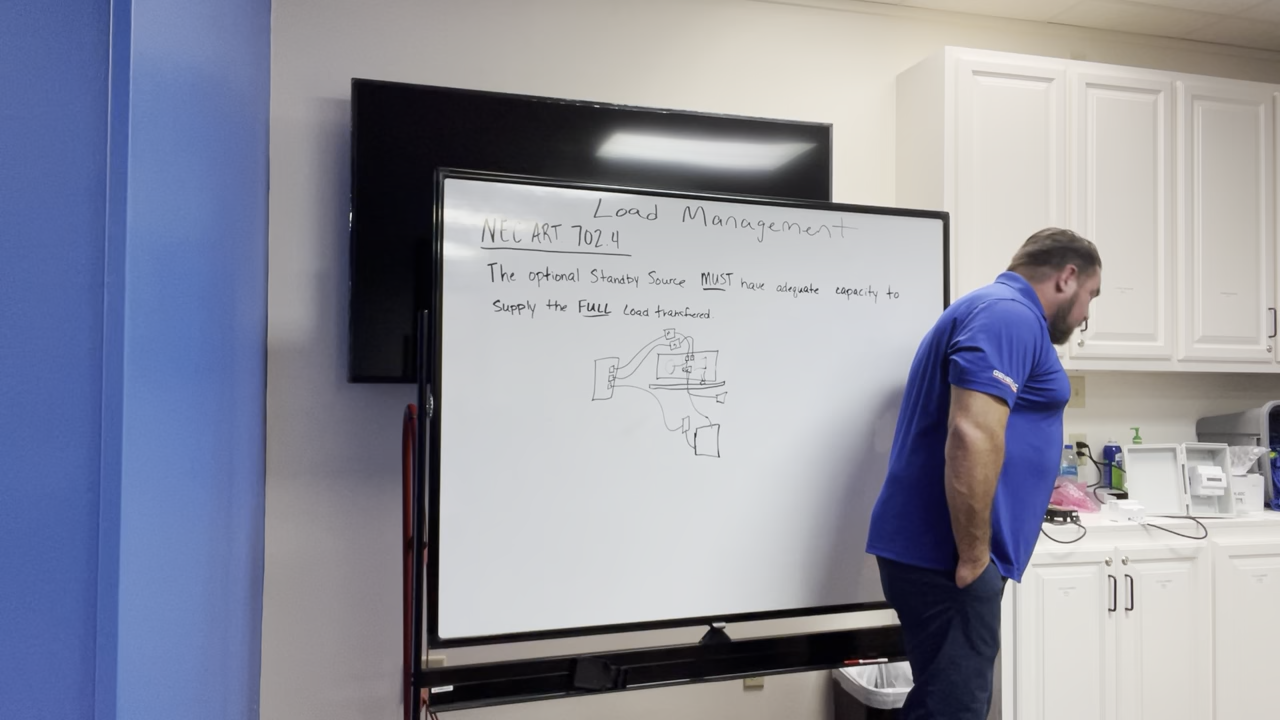 Load Management
NEC ART 702.4
The optional Standby Source MUST have adequate capacity to
Supply the FULL Load transfered.